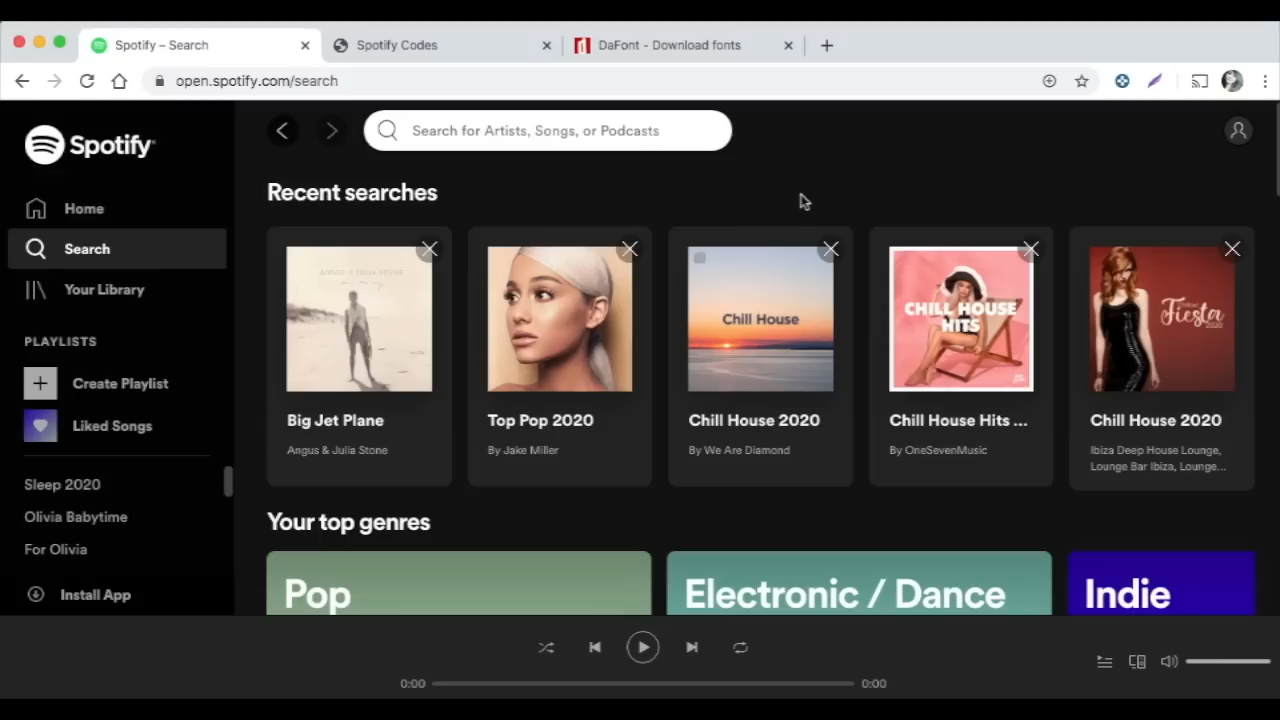 Spotify – Search
Spotify Codes
DaFont - Download fonts
open.spotify.com/search
Spotify
Search for Artists, Songs, or Podcasts
Home
Search
Your Library
PLAYLISTS
Create Playlist
Liked Songs
Sleep 2020
Olivia Babytime
For Olivia
Install App
Recent searches
ANGUS & JULIA STONE
Big Jet Plane
Angus & Julia Stone
Top Pop 2020
By Jake Miller
Chill House
Chill House 2020
By We Are Diamond
CHILL HOUSE
HITS
Chill House Hits ...
By OneSevenMusic
Fiesta
2020
Chill House 2020
Ibiza Deep House Lounge,
Lounge Bar Ibiza, Lounge...
Your top genres
Pop
Electronic / Dance
Indie
0:00
0:00